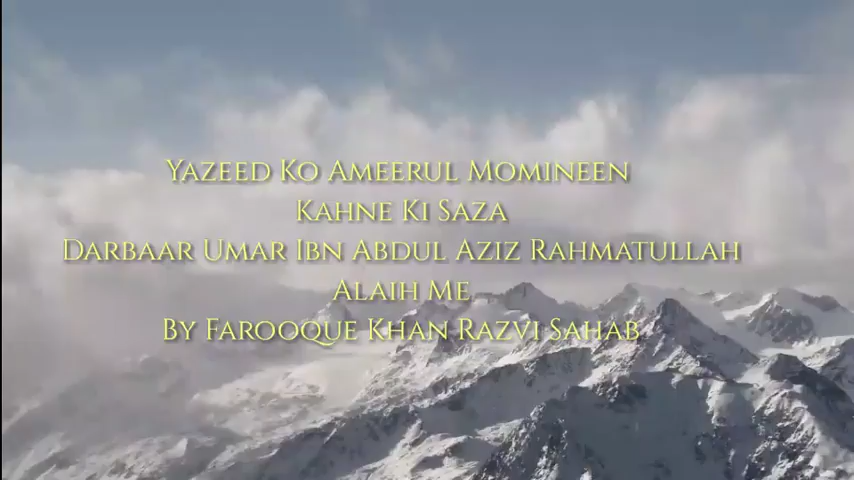 Yazeed Ko Ameerul Momineen
Kahne Ki Saza
Darbaar Umar Ibn Abdul Aziz Rahmatullah
Alaih Me
By Farooque Khan Razvi Sahab